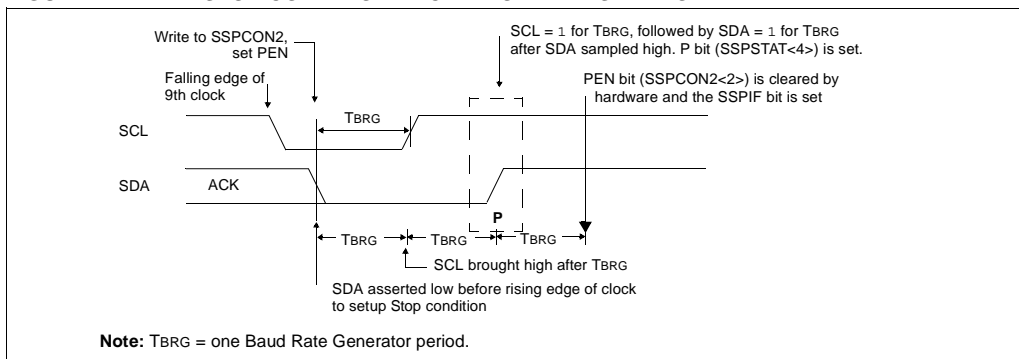 Write to SSPCON2,
set PEN
SCL = 1 for TBRG, followed by SDA = 1 for TBRG
after SDA sampled high. P bit (SSPSTAT<4>) is set.
Falling edge of
9th clock
PEN bit (SSPCON2<2>) is cleared by
hardware and the SSPIF bit is set
TBRG
SCL
SDA
ACK
P
TBRG
TBRG
TBRG
SCL brought high after TBRG
SDA asserted low before rising edge of clock
to setup Stop condition
Note: TBRG = one Baud Rate Generator period.